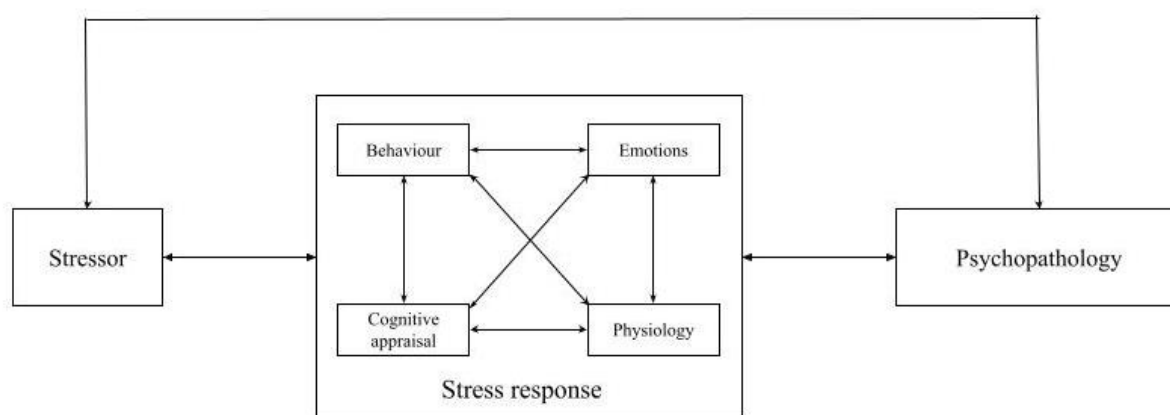 Behaviour
Emotions
Stressor
Psychopathology
Cognitive
appraisal
Physiology
Stress response